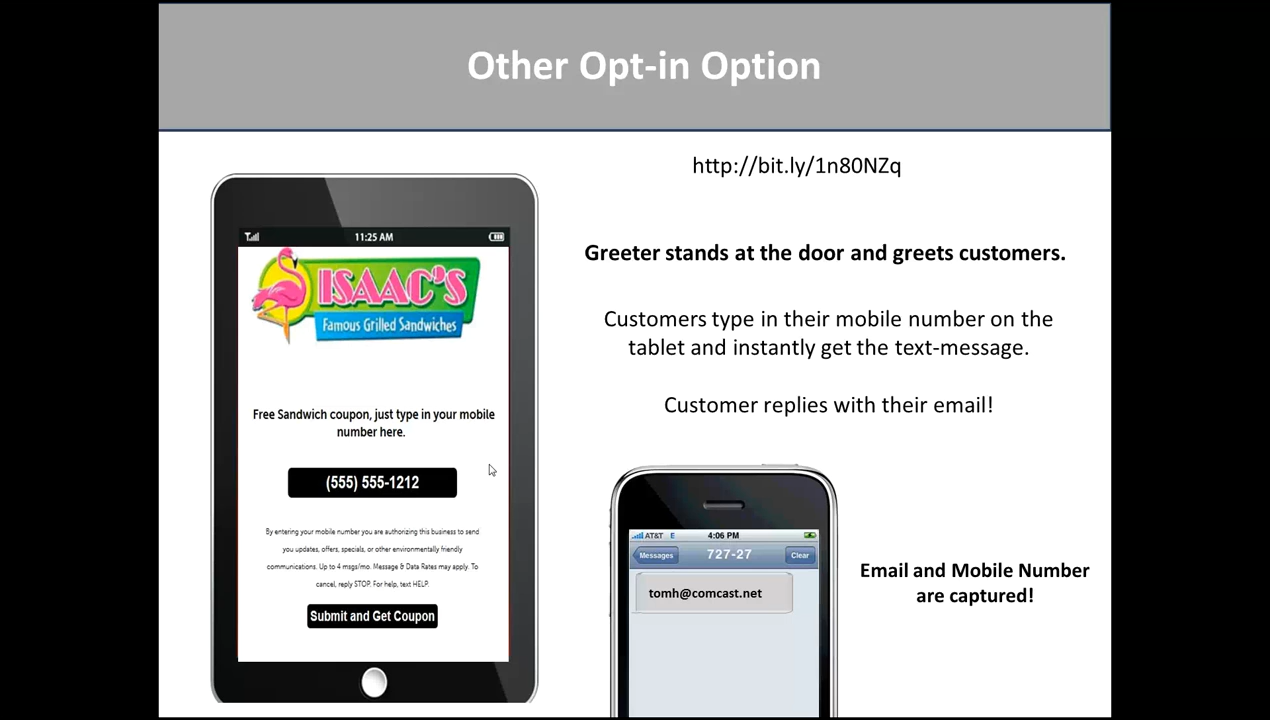 Other Opt-in Option
http://bit.ly/1n80NZq
Greeter stands at the door and greets customers.
Customers type in their mobile number on the
tablet and instantly get the text-message.
Customer replies with their email!
11:25 AM
ISAAC'S
Famous Grilled Sandwiches
Free Sandwich coupon, just type in your mobile
number here.
(555) 555-1212
By entering your mobile number you are authorizing this business to send
you updates, offers, specials, or other environmentally friendly
communications. Up to 4 msgs/mo. Message & Data Rates may apply. To
cancel, reply STOP. For help, text HELP.
Submit and Get Coupon
AT&T E 4:06 PM
Messages 727-27 Clear
tomh@comcast.net
Email and Mobile Number
are captured!